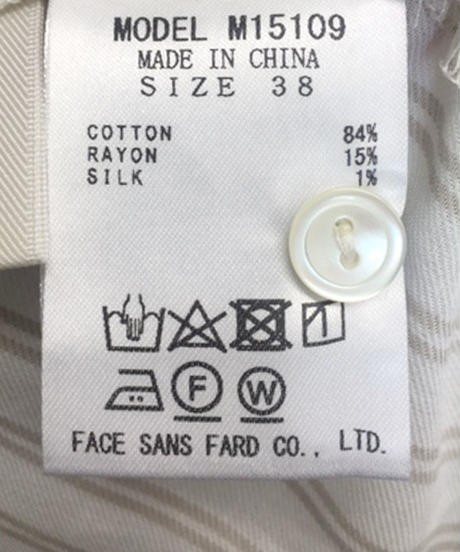 MODEL M15109
MADE IN CHINA
SIZE 38
COTTON 84%
RAYON 15%
SILK 1%
F W
FACE SANS FARD CO., LTD.